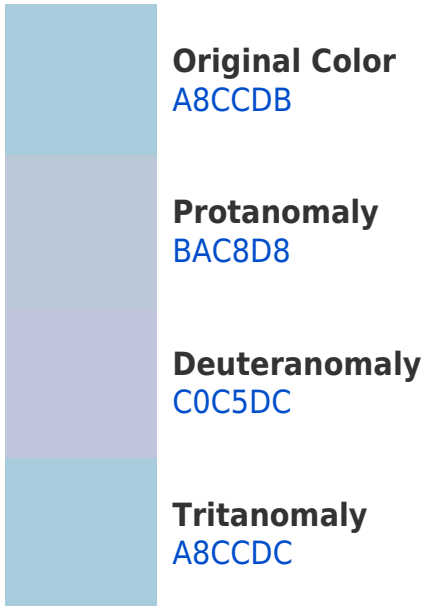 Original Color
A8CCDB
Protanomaly
BAC8D8
Deuteranomaly
C0C5DC
Tritanomaly
A8CCDC